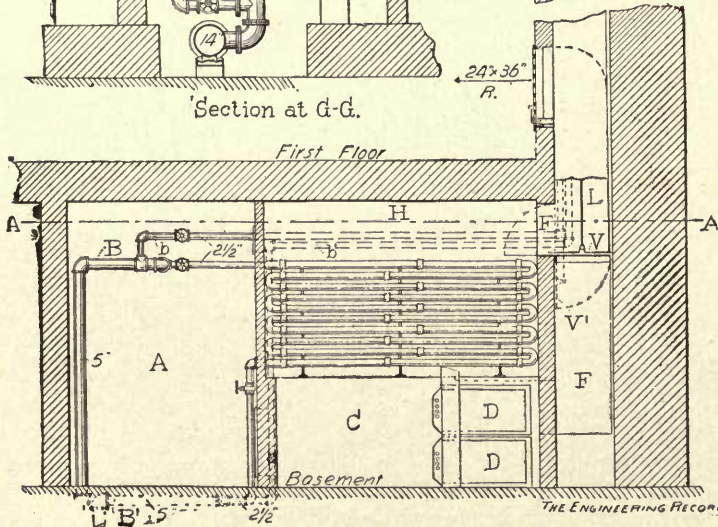 14"
24"x36"
R.
Section at G-G.
First Floor
A
H
L
F
A
B
b
2½"
b
V
V'
5"
A
C
D
F
D
Basement
L
B'
5"
2½"
THE ENGINEERING RECORD